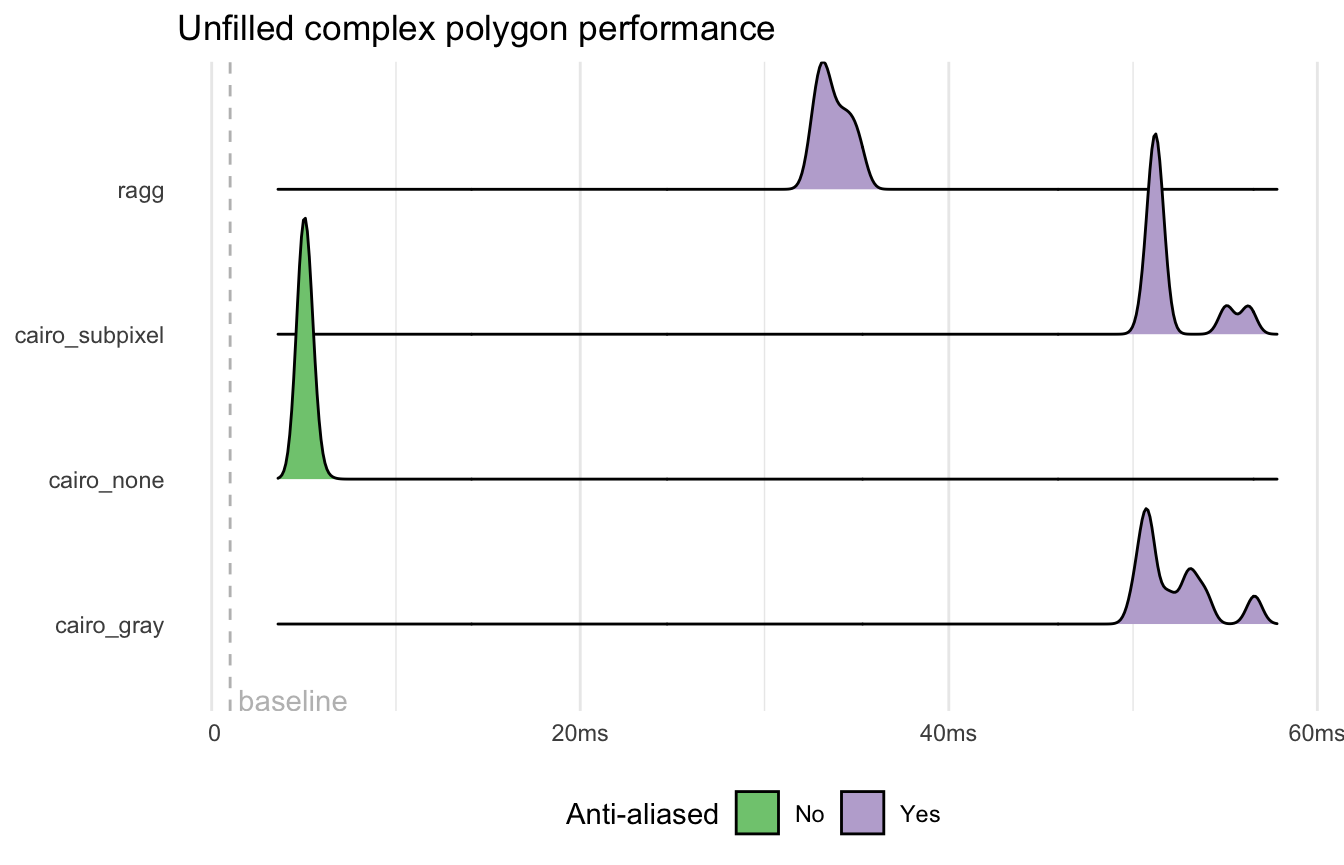 Unfilled complex polygon performance
ragg
cairo_subpixel
cairo_none
cairo_gray
baseline
0 20ms 40ms 60ms
Anti-aliased No Yes